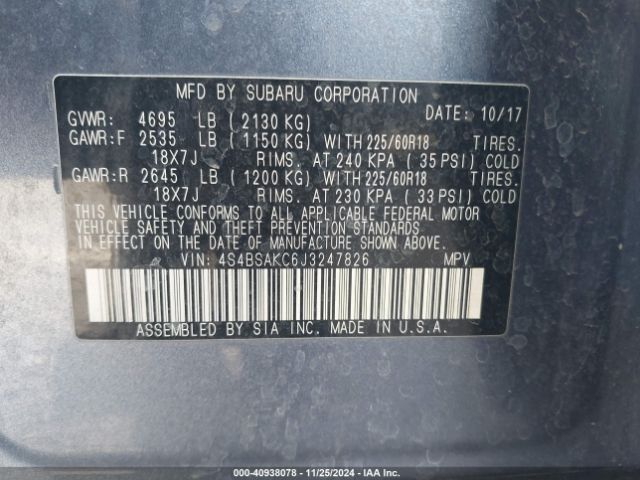 MFD BY SUBARU CORPORATION
GVWR: 4695 LB ( 2130 KG) DATE: 10/17
GAWR: F 2535 LB ( 1150 KG) WITH 225/60R18 TIRES.
18X7J RIMS. AT 240 KPA ( 35 PSI) COLD
GAWR: R 2645 LB ( 1200 KG) WITH 225/60R18 TIRES.
18X7J RIMS. AT 230 KPA ( 33 PSI) COLD
THIS VEHICLE CONFORMS TO ALL APPLICABLE FEDERAL MOTOR
VEHICLE SAFETY AND THEFT PREVENTION STANDARDS
IN EFFECT ON THE DATE OF MANUFACTURE SHOWN ABOVE.
VIN: 4S4BSAKC6J3247826 MPV
ASSEMBLED BY SIA INC. MADE IN U.S.A.
000-40938078 - 11/25/2024 - IAA Inc.